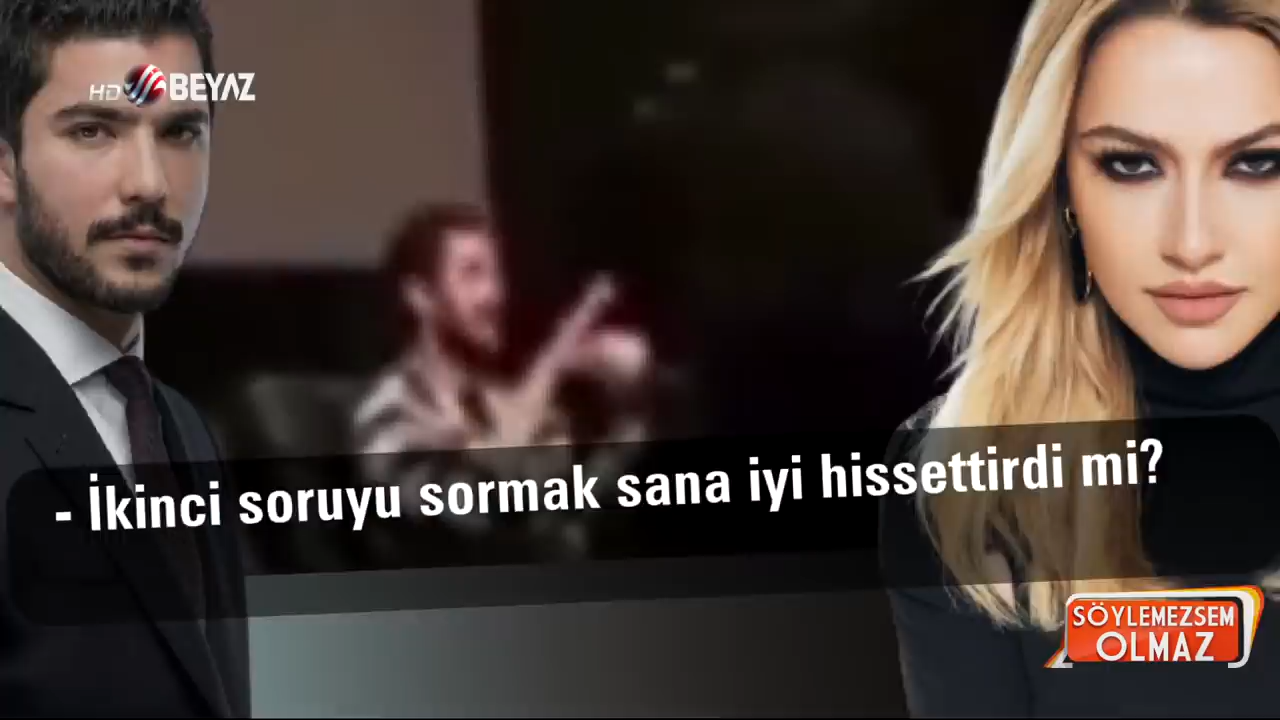 HD BEYAZ
- İkinci soruyu sormak sana iyi hissettirdi mi?
SÖYLEMEZSEM
OLMAZ